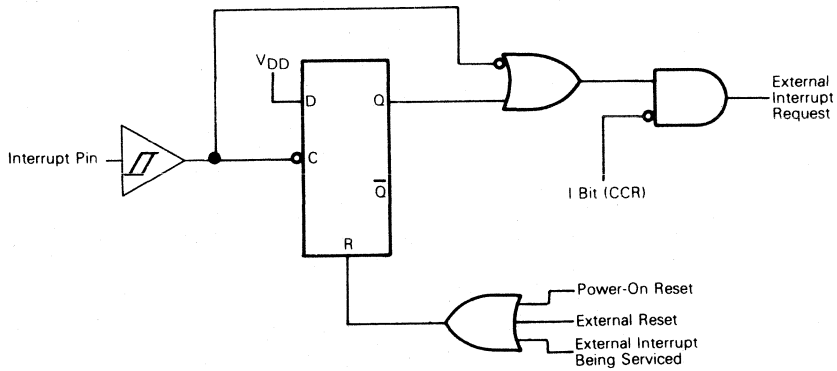 VDD
D
Q
External
Interrupt
Request
Interrupt Pin
C
Q
I Bit (CCR)
R
Power-On Reset
External Reset
External Interrupt
Being Serviced